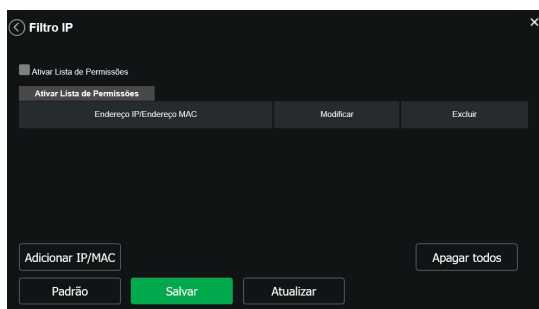 Filtro IP
Ativar Lista de Permissões
Ativar Lista de Permissões
Endereço IP/Endereço MAC Modificar Excluir
Adicionar IP/MAC Apagar todos
Padrão Salvar Atualizar